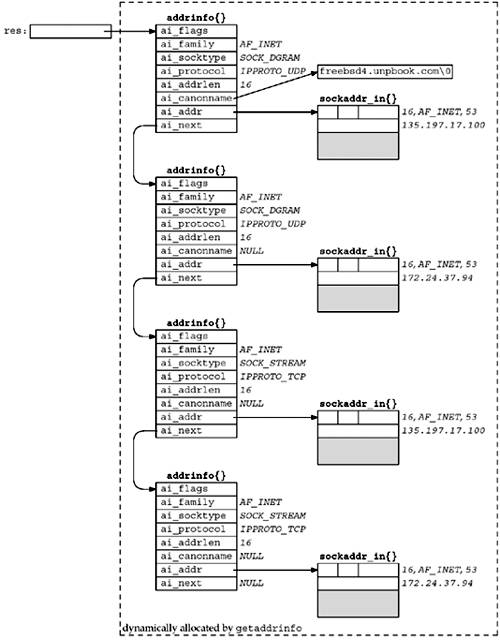 addrinfo{}
res:
ai_flags
ai_family AF_INET
ai_socktype SOCK_DGRAM
ai_protocol IPPROTO_UDP
ai_addrlen 16
ai_canonname
freebsd4.unpbook.com\0
ai_addr
ai_next
sockaddr_in{}
16,AF_INET,53
135.197.17.100
addrinfo{}
ai_flags
ai_family AF_INET
ai_socktype SOCK_DGRAM
ai_protocol IPPROTO_UDP
ai_addrlen 16
ai_canonname NULL
ai_addr
ai_next
sockaddr_in{}
16,AF_INET,53
172.24.37.94
addrinfo{}
ai_flags
ai_family AF_INET
ai_socktype SOCK_STREAM
ai_protocol IPPROTO_TCP
ai_addrlen 16
ai_canonname NULL
ai_addr
ai_next
sockaddr_in{}
16,AF_INET,53
135.197.17.100
addrinfo{}
ai_flags
ai_family AF_INET
ai_socktype SOCK_STREAM
ai_protocol IPPROTO_TCP
ai_addrlen 16
ai_canonname NULL
ai_addr
ai_next NULL
sockaddr_in{}
16,AF_INET,53
172.24.37.94
dynamically allocated by getaddrinfo